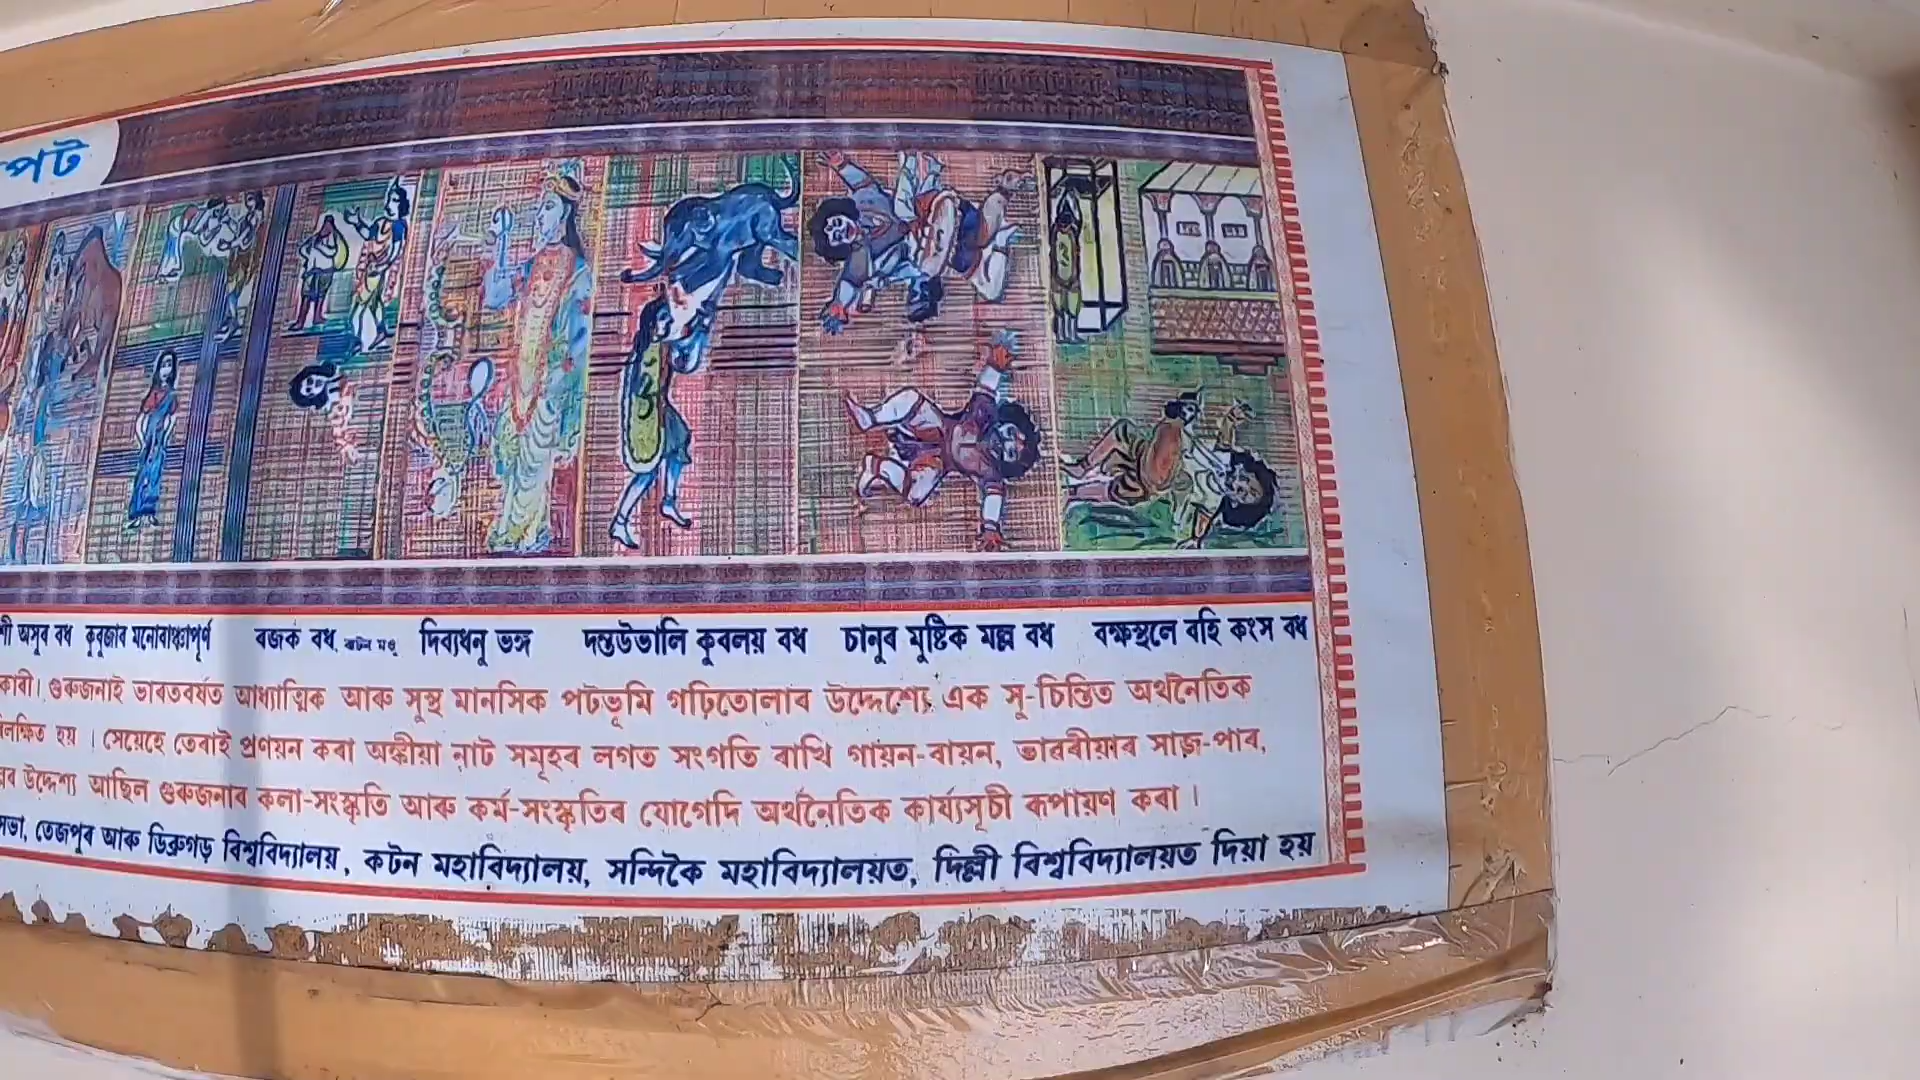 পট
অসুৰ বধ কুবুজাৰ মনোবাঞ্চাপূৰ্ণ ৰজক বধ, দিব্যধনু ভঙ্গ দন্তউভালি কুবলয় বধ চানুৰ মুষ্টিক মল্ল বধ বক্ষস্থলে বহি কংস বধ
গুৰুজনাই ভাৰতবৰ্ষত আধ্যাত্মিক আৰু সুস্থ মানসিক পটভূমি গঢ়িতোলাৰ উদ্দেশ্যে এক সু-চিন্তিত অৰ্থনৈতিক
হয় । সেয়েহে তেৰাই প্ৰণয়ন কৰা অঙ্কীয়া নাট সমূহৰ লগত সংগতি ৰাখি গায়ন-বায়ন, ভাৱৰীয়াৰ সাজ-পাৰ,
উদ্দেশ্য আছিল গুৰুজনাৰ কলা-সংস্কৃতি আৰু কৰ্ম-সংস্কৃতিৰ যোগেদি অৰ্থনৈতিক কাৰ্য্যসূচী ৰূপায়ণ কৰা ।
তেজপুৰ আৰু ডিব্ৰুগড় বিশ্ববিদ্যালয়, কটন মহাবিদ্যালয়, সন্দিকৈ মহাবিদ্যালয়ত, দিল্লী বিশ্ববিদ্যালয়ত দিয়া হয়